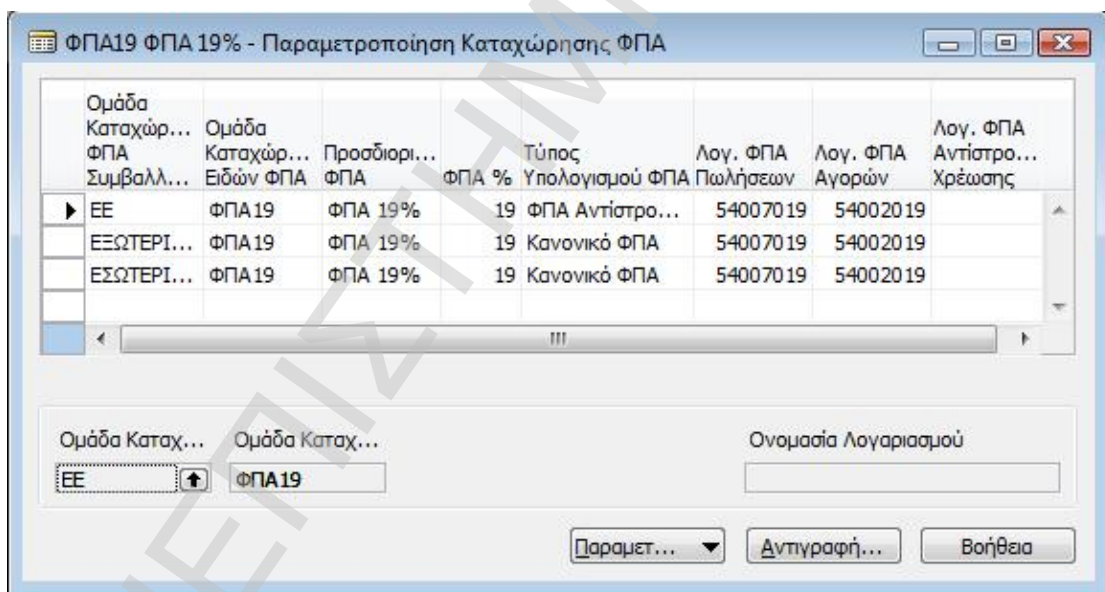 ΦΠΑ19 ΦΠΑ 19% - Παραμετροποίηση Καταχώρησης ΦΠΑ
Ομάδα Καταχώρ... ΦΠΑ Συμβαλλ... Ομάδα Καταχώρ... Ειδών ΦΠΑ Προσδιορι... ΦΠΑ ΦΠΑ % Τύπος Υπολογισμού ΦΠΑ Λογ. ΦΠΑ Πωλήσεων Λογ. ΦΠΑ Αγορών Λογ. ΦΠΑ Αντίστρο... Χρέωσης
ΕΕ ΦΠΑ19 ΦΠΑ 19% 19 ΦΠΑ Αντίστρο... 54007019 54002019
ΕΞΩΤΕΡΙ... ΦΠΑ19 ΦΠΑ 19% 19 Κανονικό ΦΠΑ 54007019 54002019
ΕΣΩΤΕΡΙ... ΦΠΑ19 ΦΠΑ 19% 19 Κανονικό ΦΠΑ 54007019 54002019
Ομάδα Καταχ... Ομάδα Καταχ... Ονομασία Λογαριασμού
ΕΕ ΦΠΑ19
Παραμετ... Αντιγραφή... Βοήθεια